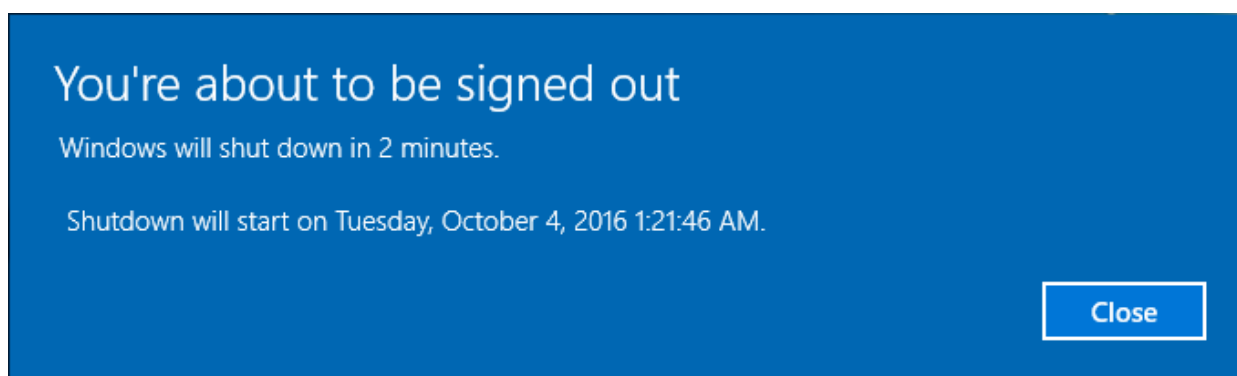 You're about to be signed out
Windows will shut down in 2 minutes.
Shutdown will start on Tuesday, October 4, 2016 1:21:46 AM.
Close